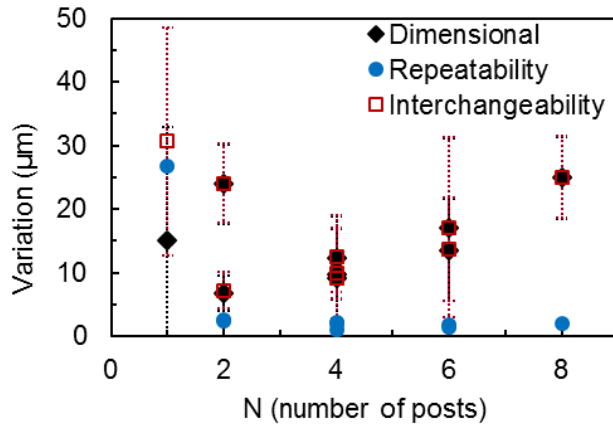 50
40
30
20
10
0
Variation (µm)
Dimensional
Repeatability
Interchangeability
0 2 4 6 8
N (number of posts)